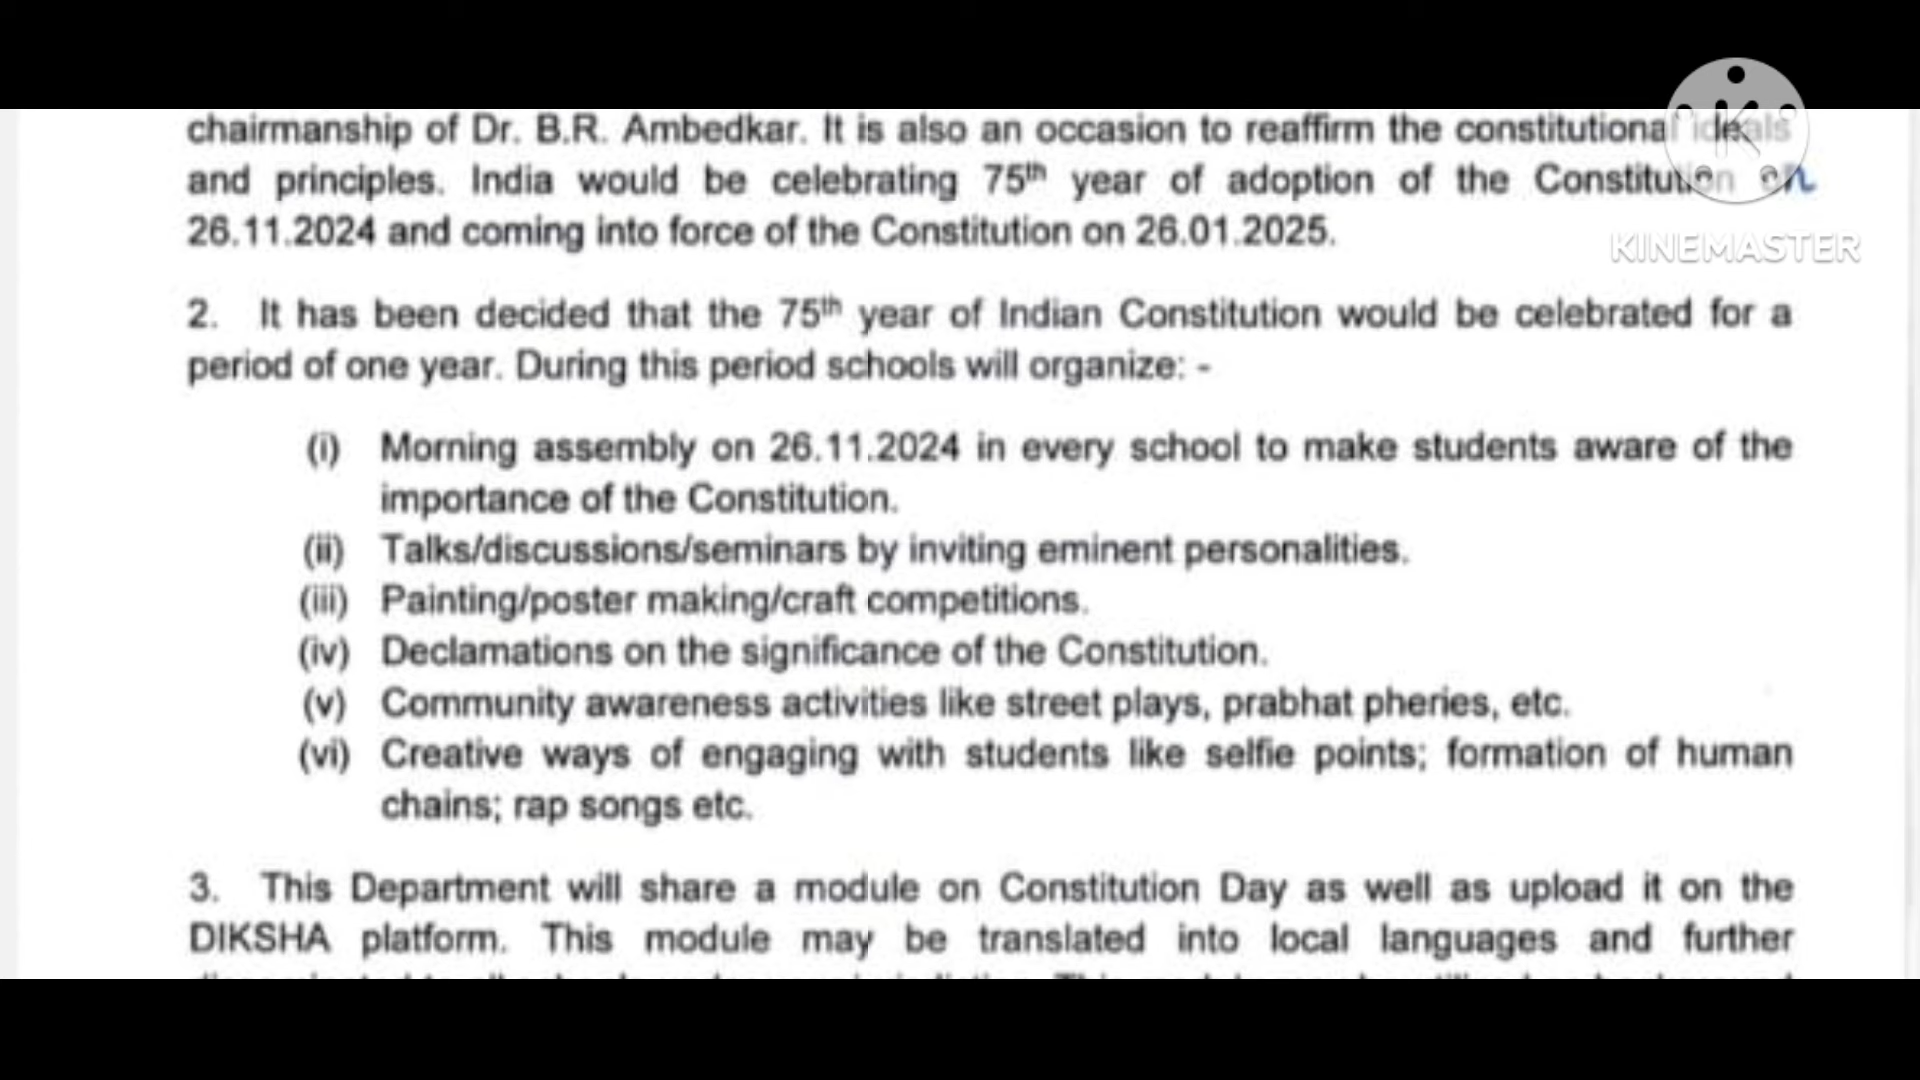 chairmanship of Dr. B.R. Ambedkar. It is also an occasion to reaffirm the constitutional ideals
and principles. India would be celebrating 75th year of adoption of the Constitution on
26.11.2024 and coming into force of the Constitution on 26.01.2025.
KINEMASTER
2. It has been decided that the 75th year of Indian Constitution would be celebrated for a
period of one year. During this period schools will organize: -
(i) Morning assembly on 26.11.2024 in every school to make students aware of the
importance of the Constitution.
(ii) Talks/discussions/seminars by inviting eminent personalities.
(iii) Painting/poster making/craft competitions.
(iv) Declamations on the significance of the Constitution.
(v) Community awareness activities like street plays, prabhat pheries, etc.
(vi) Creative ways of engaging with students like selfie points; formation of human
chains; rap songs etc.
3. This Department will share a module on Constitution Day as well as upload it on the
DIKSHA platform. This module may be translated into local languages and further